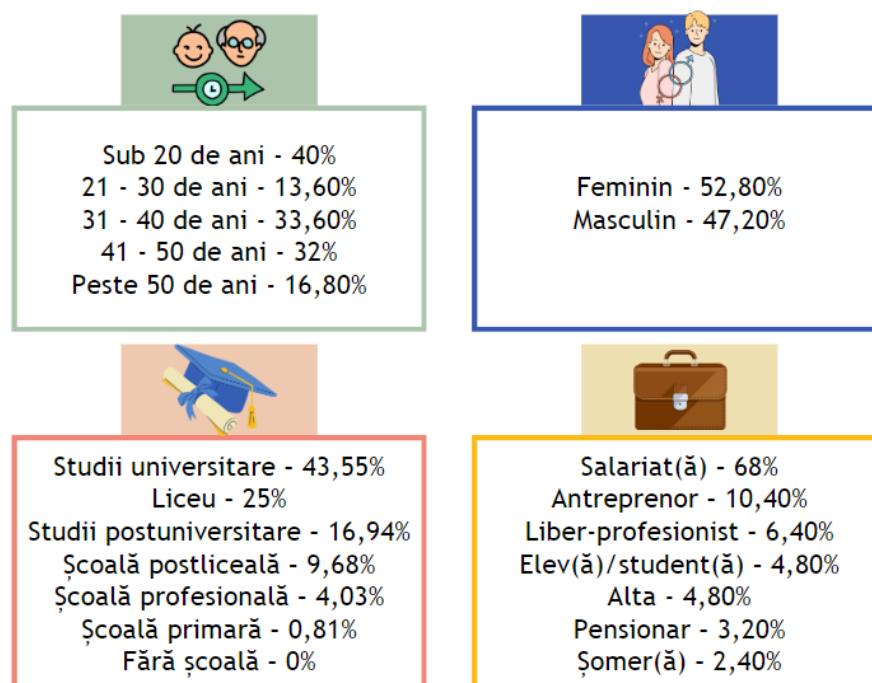 Sub 20 de ani - 40%
21 - 30 de ani - 13,60%
31 - 40 de ani - 33,60%
41 - 50 de ani - 32%
Peste 50 de ani - 16,80%
Feminin - 52,80%
Masculin - 47,20%
Studii universitare - 43,55%
Liceu - 25%
Studii postuniversitare - 16,94%
Școală postliceală - 9,68%
Școală profesională - 4,03%
Școală primară - 0,81%
Fără școală - 0%
Salariat(ă) - 68%
Antreprenor - 10,40%
Liber-profesionist - 6,40%
Elev(ă)/student(ă) - 4,80%
Alta - 4,80%
Pensionar - 3,20%
Șomer(ă) - 2,40%